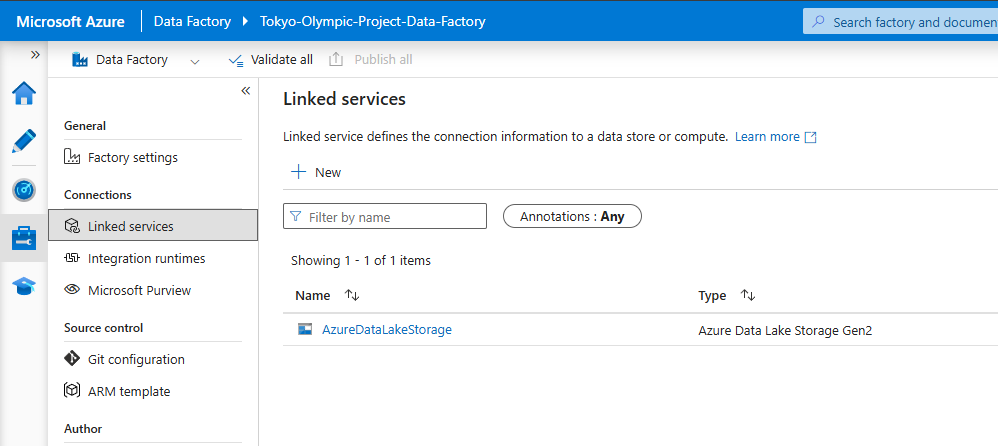 Microsoft Azure Data Factory Tokyo-Olympic-Project-Data-Factory Search factory and documen
Data Factory Validate all Publish all
General
Factory settings
Connections
Linked services
Integration runtimes
Microsoft Purview
Source control
Git configuration
ARM template
Author
Linked services
Linked service defines the connection information to a data store or compute. Learn more
New
Filter by name Annotations : Any
Showing 1 - 1 of 1 items
Name Type
AzureDataLakeStorage Azure Data Lake Storage Gen2